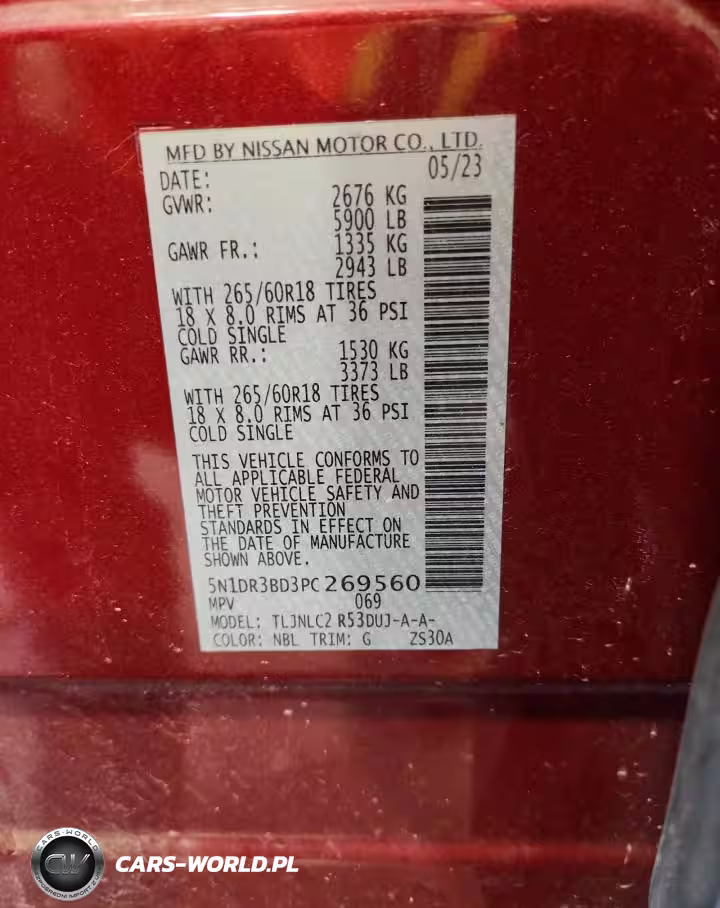 MFD BY NISSAN MOTOR CO., LTD.
DATE: 05/23
GVWR: 2676 KG
5900 LB
GAWR FR.: 1335 KG
2943 LB
WITH 265/60R18 TIRES
18 X 8.0 RIMS AT 36 PSI
COLD SINGLE
GAWR RR.: 1530 KG
3373 LB
WITH 265/60R18 TIRES
18 X 8.0 RIMS AT 36 PSI
COLD SINGLE
THIS VEHICLE CONFORMS TO
ALL APPLICABLE FEDERAL
MOTOR VEHICLE SAFETY AND
THEFT PREVENTION
STANDARDS IN EFFECT ON
THE DATE OF MANUFACTURE
SHOWN ABOVE.
5N1DR3BD3PC269560
MPV 069
MODEL: TLJNLC2 R53DUJ-A-A-
COLOR: NBL TRIM: G ZS30A
CARS-WORLD
CW
CARS-WORLD.PL